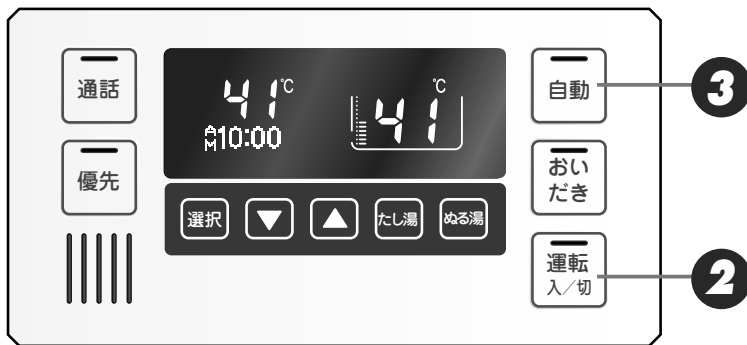 通話
優先
41℃
AM10:00
41℃
選択
▼
▲
たし湯
ぬる湯
自動
おい
だき
運転
入／切
3
2